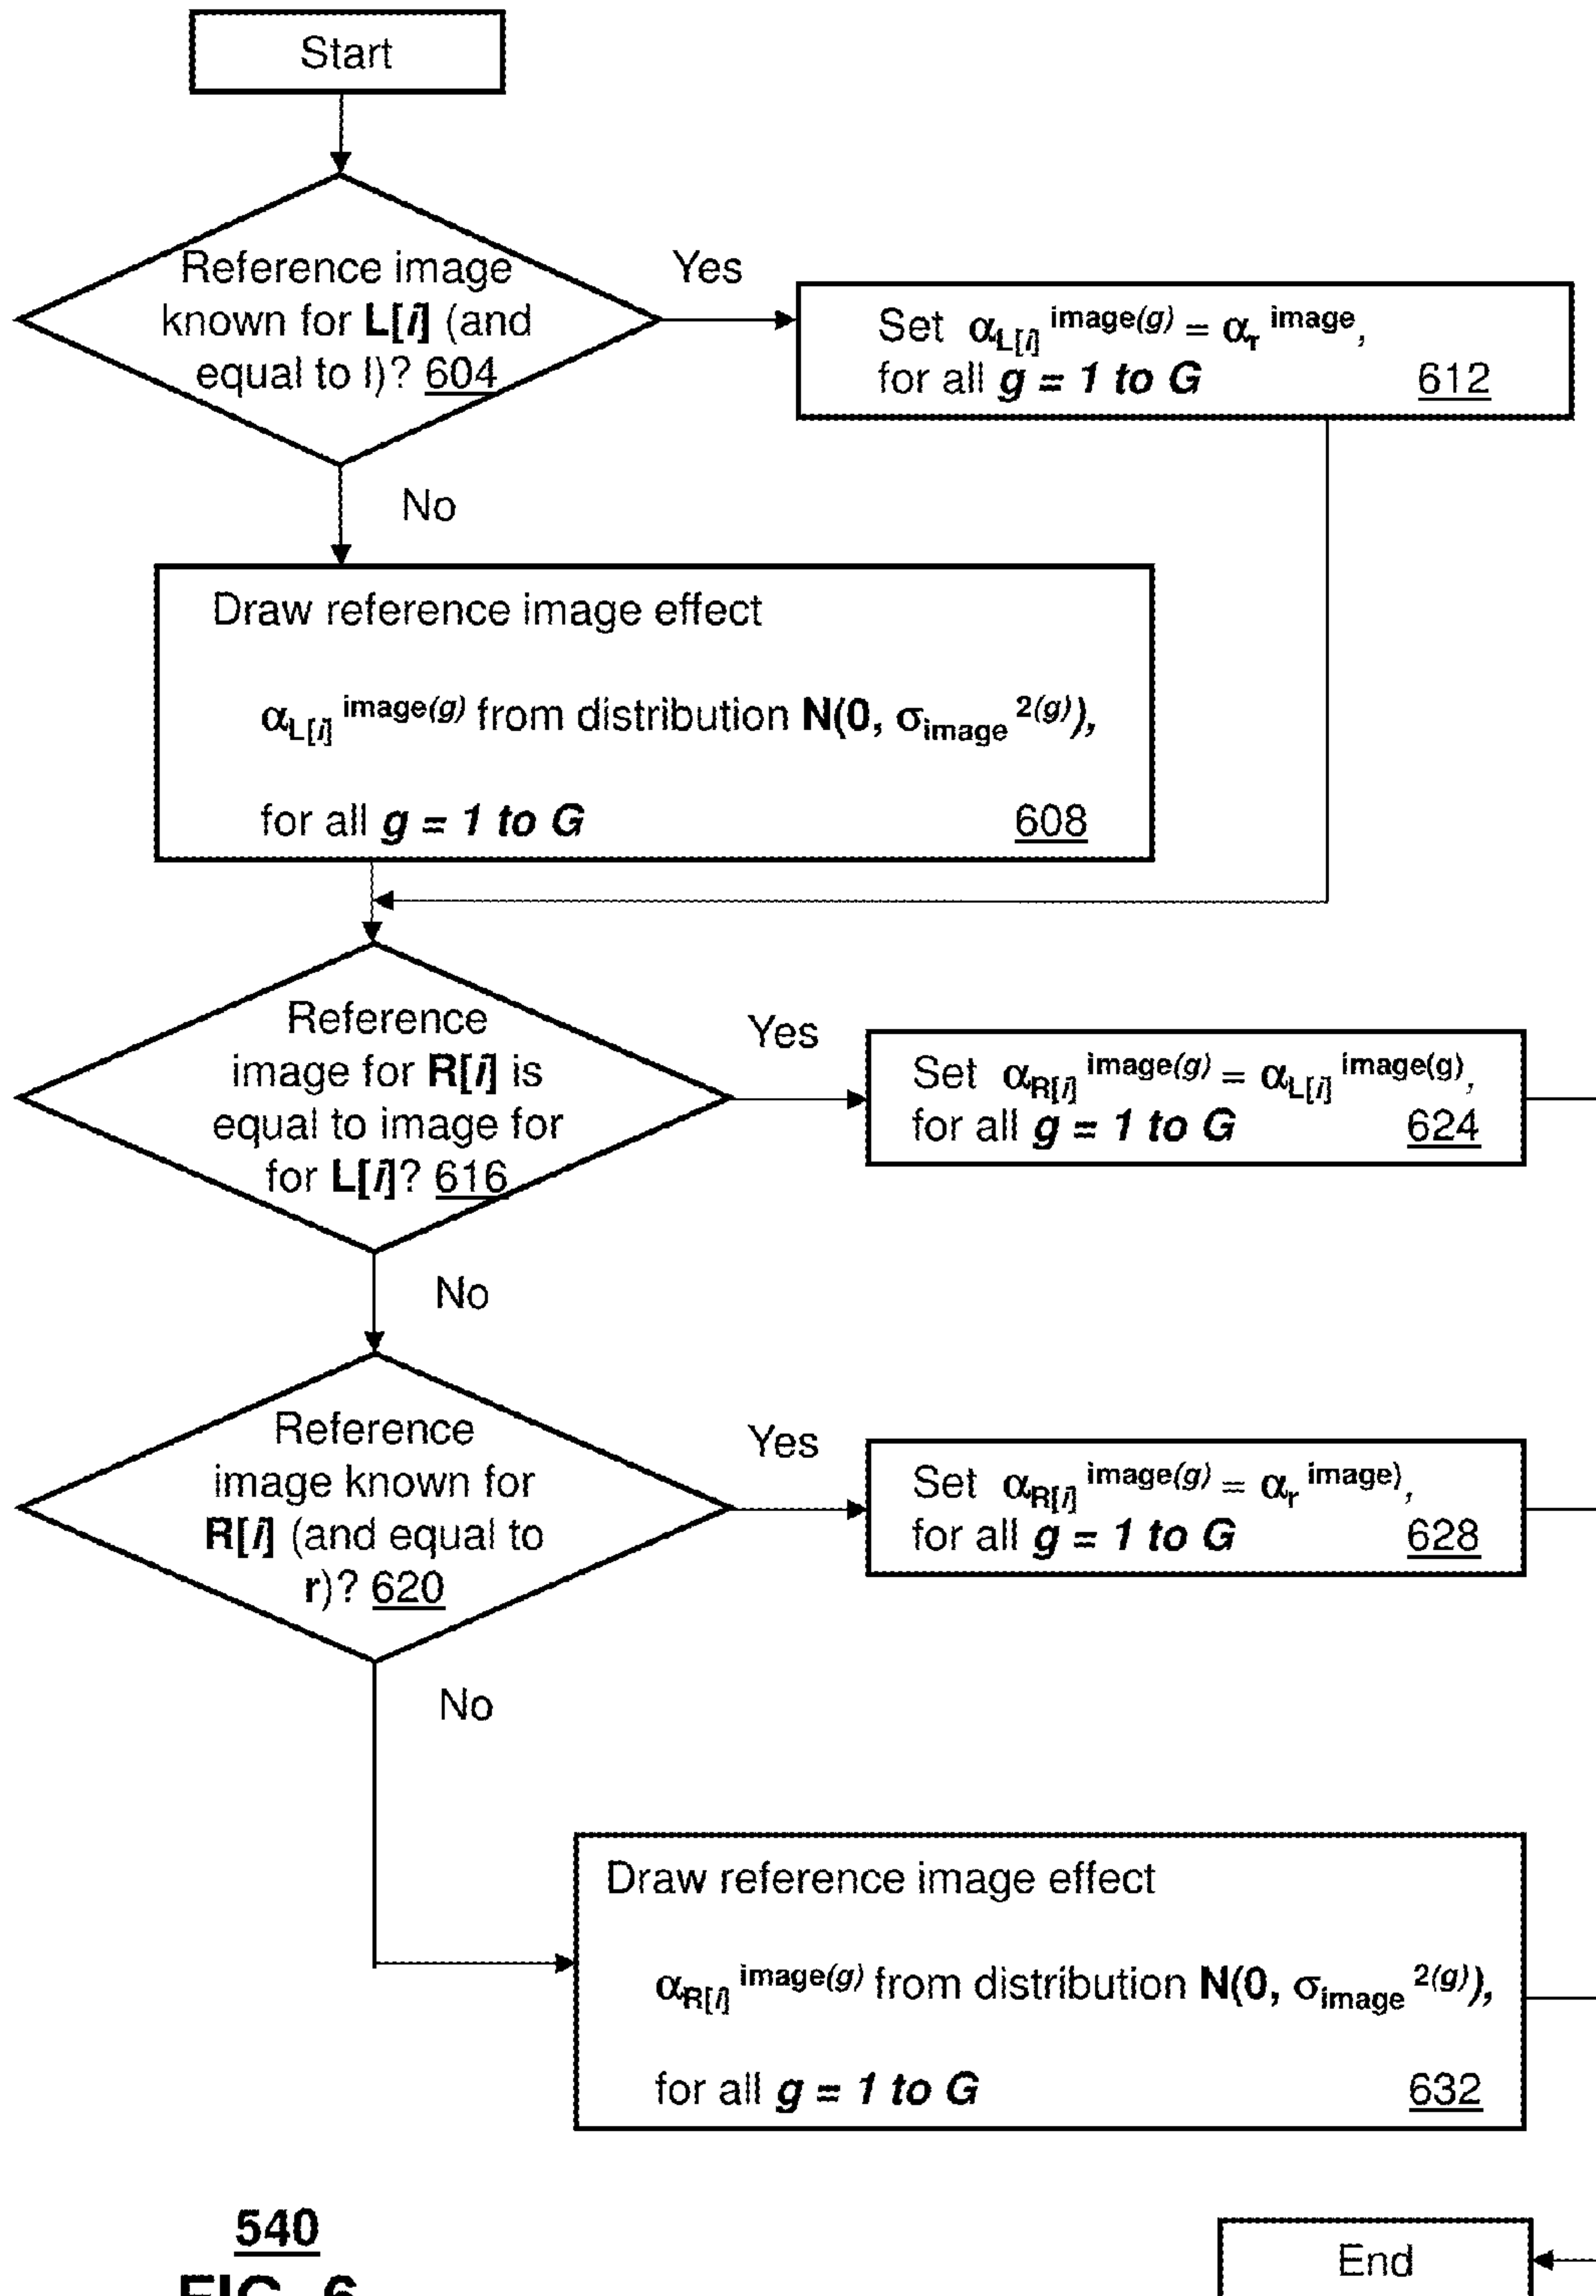 Start
Reference image
known for L[i] (and
equal to l)? 604
Yes
Set α_L[i]^image(g) = α_r^image,
for all g = 1 to G 612
No
Draw reference image effect
α_L[i]^image(g) from distribution N(0, σ_image^2(g)),
for all g = 1 to G 608
Reference
image for R[i] is
equal to image for
for L[i]? 616
Yes
Set α_R[i]^image(g) = α_L[i]^image(g),
for all g = 1 to G 624
No
Reference
image known for
R[i] (and equal to
r)? 620
Yes
Set α_R[i]^image(g) = α_r^image),
for all g = 1 to G 628
No
Draw reference image effect
α_R[i]^image(g) from distribution N(0, σ_image^2(g)),
for all g = 1 to G 632
540
FIG. 6
End